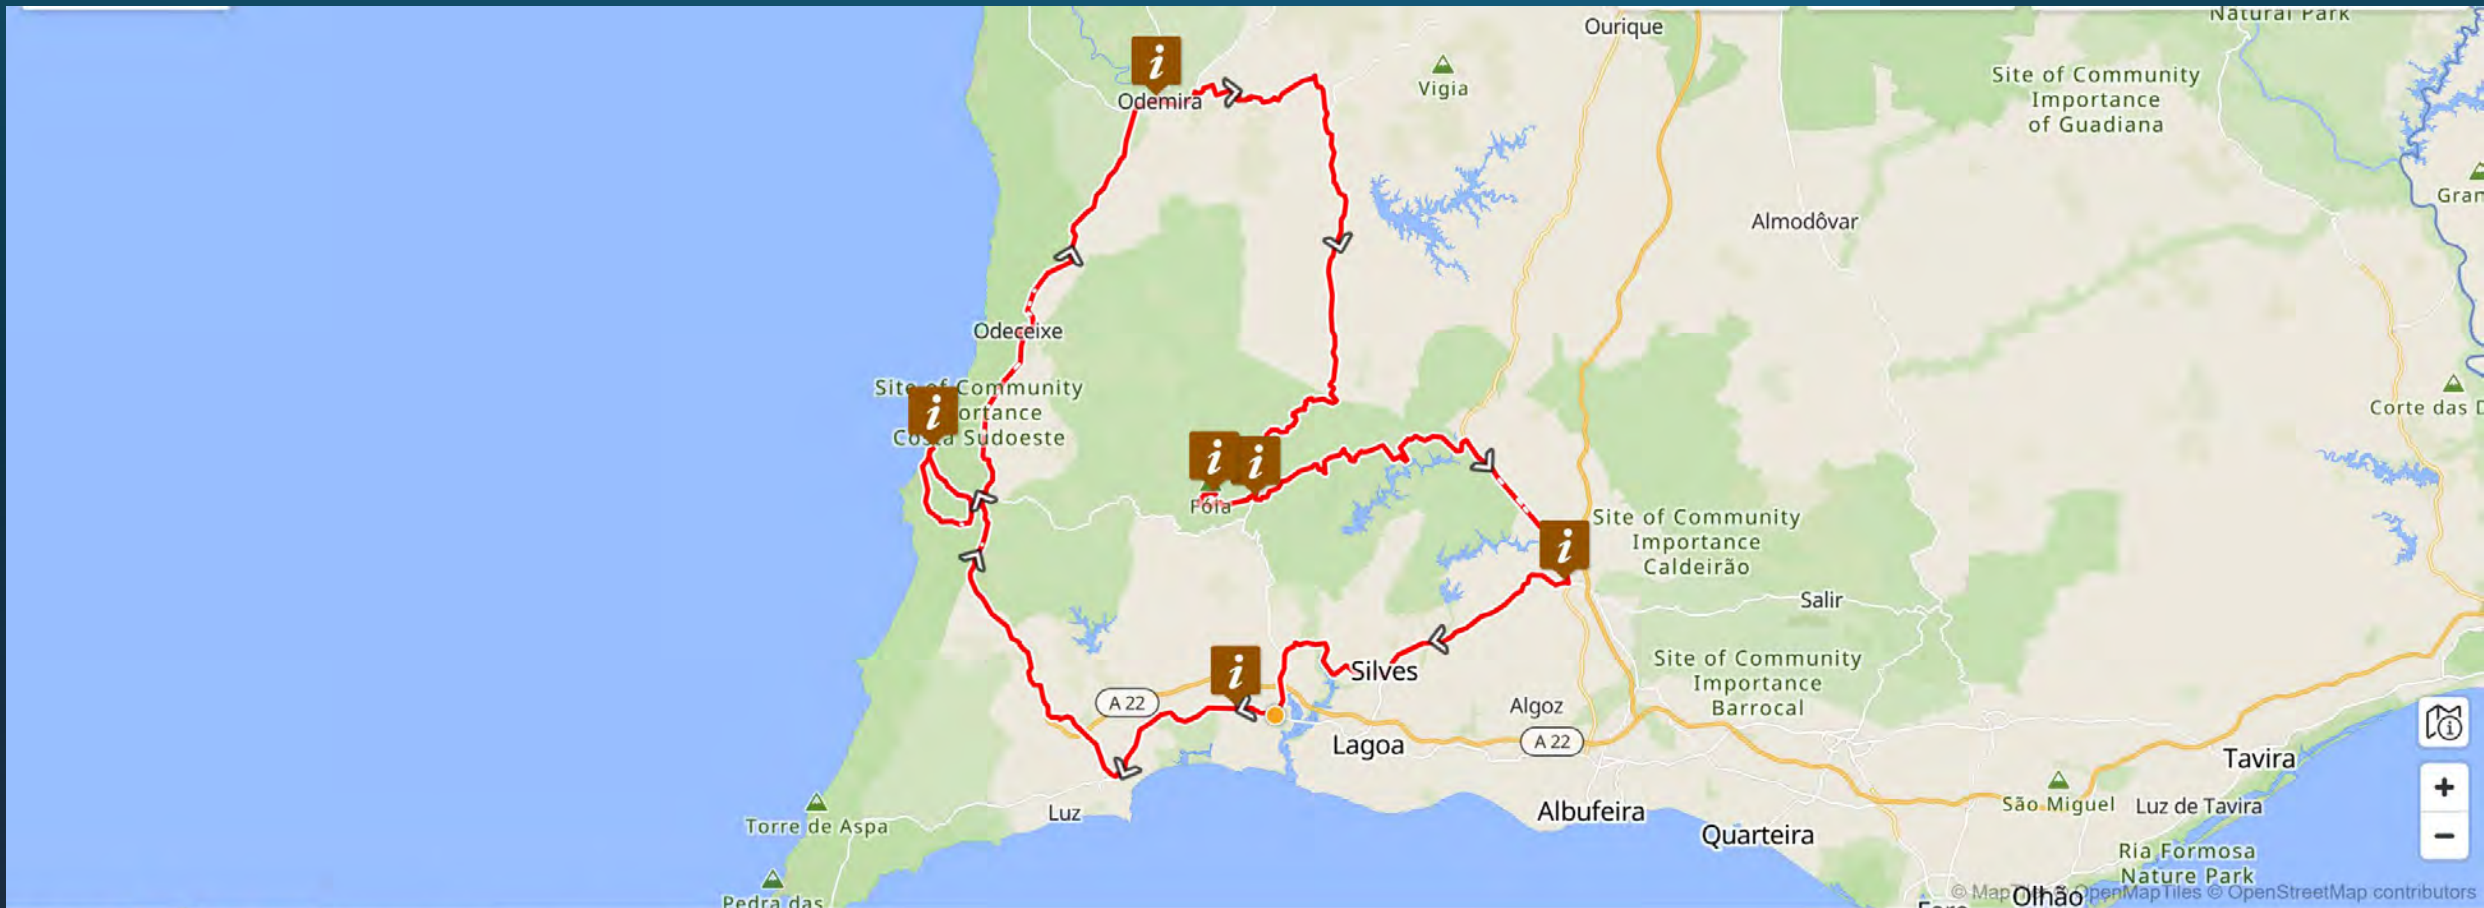 Natural Park
Ourique
Vigia
Odemira
Site of Community
Importance
of Guadiana
Gran
Almodôvar
Odeceixe
Site of Community
ortance
Costa Sudoeste
Corte das D
Fóia
Site of Community
Importance
Caldeirão
Salir
Silves
Site of Community
Importance
Barrocal
A 22
Algoz
Lagoa
A 22
Tavira
Luz
Torre de Aspa
Albufeira
Quarteira
São Miguel
Luz de Tavira
Ria Formosa
Nature Park
Pedra das
Olhão
© OpenStreetMap contributors